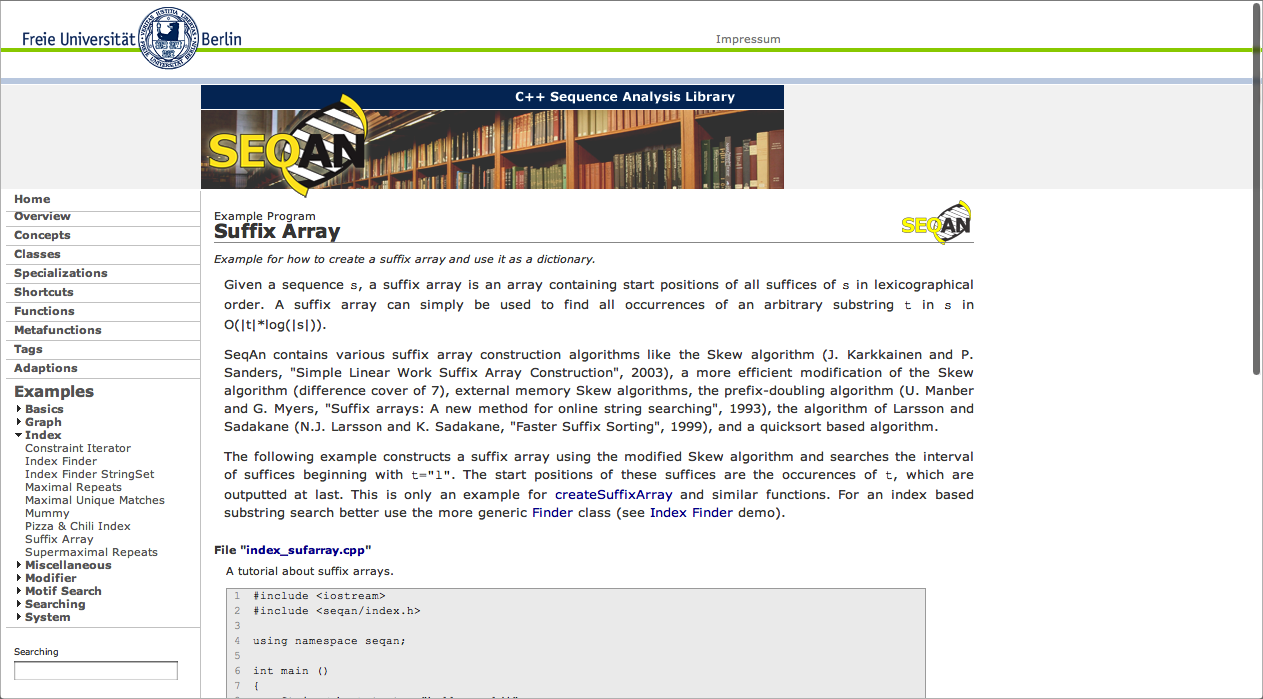 Freie Universität Berlin
Impressum
C++ Sequence Analysis Library
SEQAN
Home
Overview
Concepts
Classes
Specializations
Shortcuts
Functions
Metafunctions
Tags
Adaptions
Examples
Basics
Graph
Index
Constraint Iterator
Index Finder
Index Finder StringSet
Maximal Repeats
Maximal Unique Matches
Mummy
Pizza & Chili Index
Suffix Array
Supermaximal Repeats
Miscellaneous
Modifier
Motif Search
Searching
System
Searching
Example Program
Suffix Array
SEQAN
Example for how to create a suffix array and use it as a dictionary.
Given a sequence s, a suffix array is an array containing start positions of all suffices of s in lexicographical
order. A suffix array can simply be used to find all occurrences of an arbitrary substring t in s in
O(|t|*log(|s|)).
SeqAn contains various suffix array construction algorithms like the Skew algorithm (J. Karkkainen and P.
Sanders, "Simple Linear Work Suffix Array Construction", 2003), a more efficient modification of the Skew
algorithm (difference cover of 7), external memory Skew algorithms, the prefix-doubling algorithm (U. Manber
and G. Myers, "Suffix arrays: A new method for online string searching", 1993), the algorithm of Larsson and
Sadakane (N.J. Larsson and K. Sadakane, "Faster Suffix Sorting", 1999), and a quicksort based algorithm.
The following example constructs a suffix array using the modified Skew algorithm and searches the interval
of suffices beginning with t="l". The start positions of these suffices are the occurences of t, which are
outputted at last. This is only an example for createSuffixArray and similar functions. For an index based
substring search better use the more generic Finder class (see Index Finder demo).
File "index_sufarray.cpp"
A tutorial about suffix arrays.
1 #include <iostream>
2 #include <seqan/index.h>
3
4 using namespace seqan;
5
6 int main ()
7 {